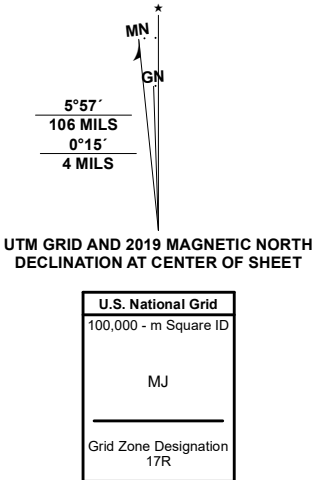 ★
MN
GN
5°57´
106 MILS
0°15´
4 MILS
UTM GRID AND 2019 MAGNETIC NORTH
DECLINATION AT CENTER OF SHEET
U.S. National Grid
100,000 - m Square ID
MJ
Grid Zone Designation
17R